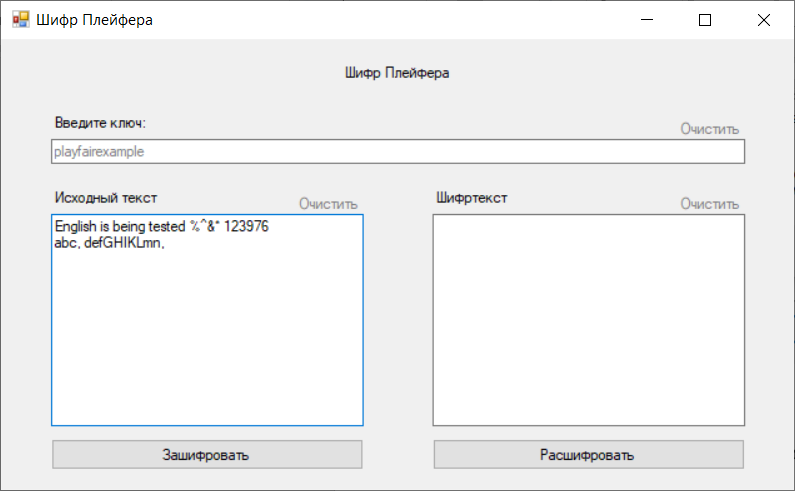 Шифр Плейфера
Шифр Плейфера
Введите ключ:
Очистить
playfairexample
Исходный текст
Очистить
Шифртекст
Очистить
English is being tested %^&* 123976
abc, defGHIKLmn,
Зашифровать
Расшифровать